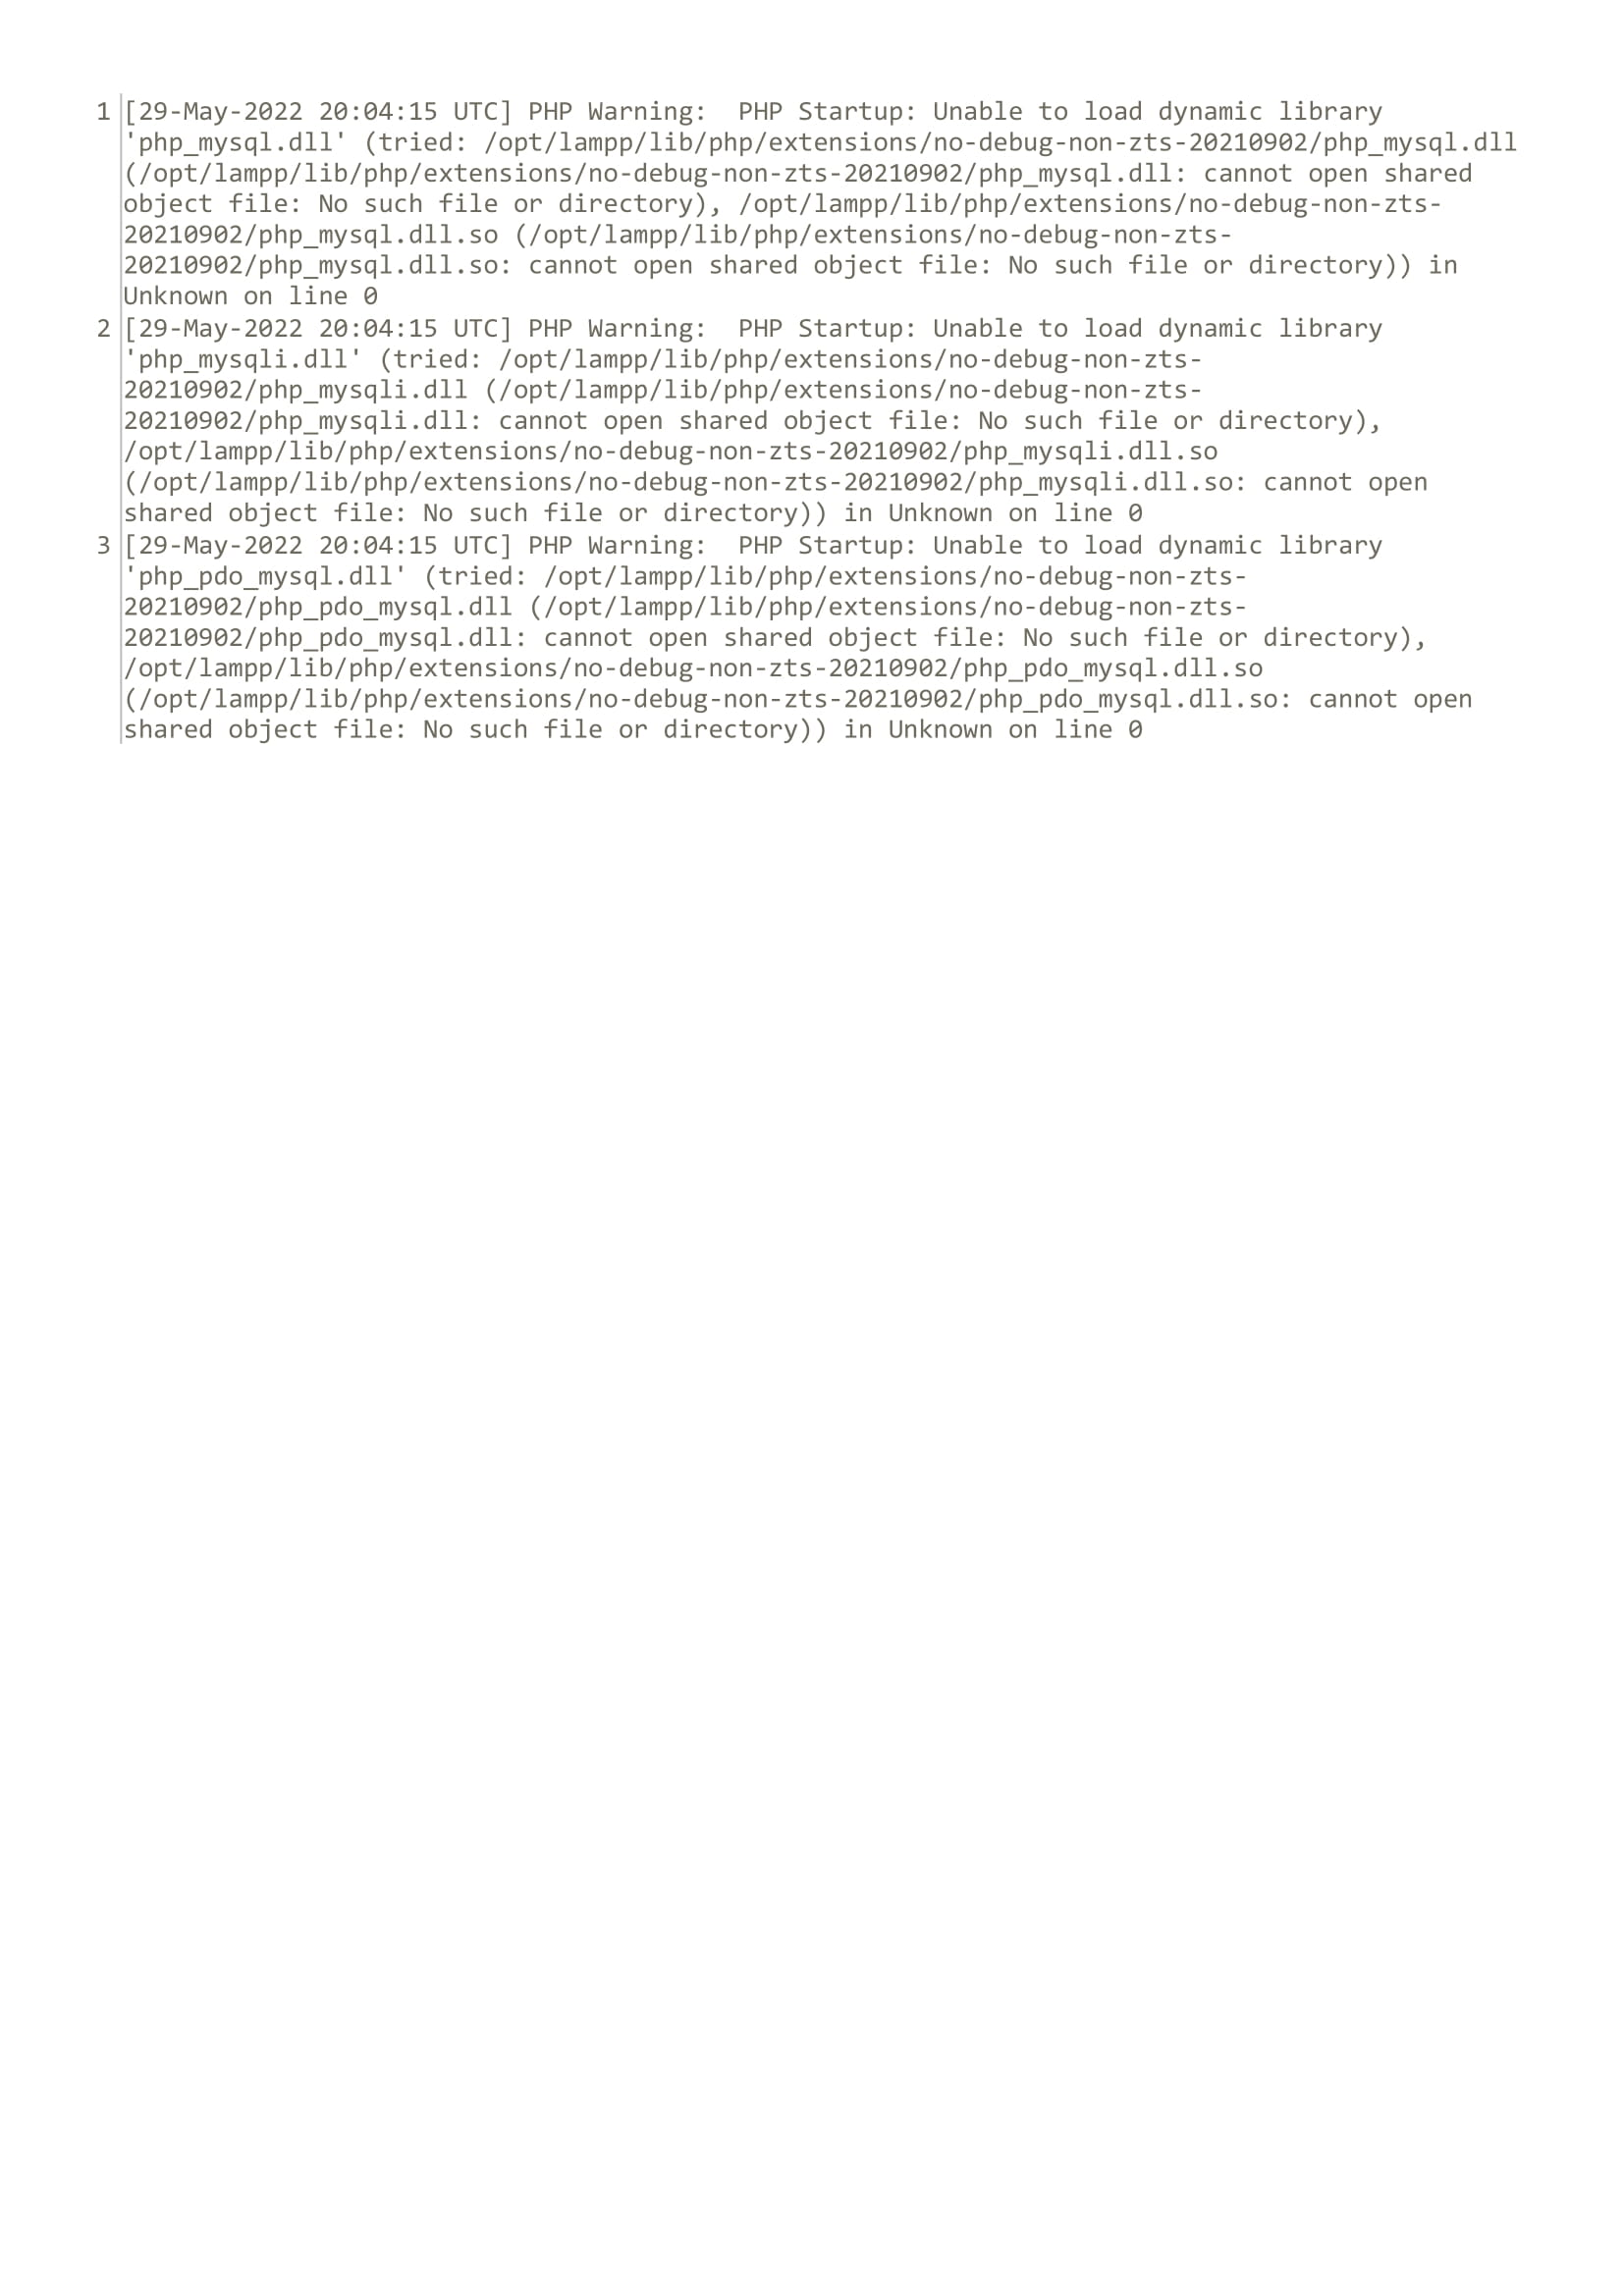 1 [29-May-2022 20:04:15 UTC] PHP Warning:  PHP Startup: Unable to load dynamic library
'php_mysql.dll' (tried: /opt/lampp/lib/php/extensions/no-debug-non-zts-20210902/php_mysql.dll
(/opt/lampp/lib/php/extensions/no-debug-non-zts-20210902/php_mysql.dll: cannot open shared
object file: No such file or directory), /opt/lampp/lib/php/extensions/no-debug-non-zts-
20210902/php_mysql.dll.so (/opt/lampp/lib/php/extensions/no-debug-non-zts-
20210902/php_mysql.dll.so: cannot open shared object file: No such file or directory)) in
Unknown on line 0
2 [29-May-2022 20:04:15 UTC] PHP Warning:  PHP Startup: Unable to load dynamic library
'php_mysqli.dll' (tried: /opt/lampp/lib/php/extensions/no-debug-non-zts-
20210902/php_mysqli.dll (/opt/lampp/lib/php/extensions/no-debug-non-zts-
20210902/php_mysqli.dll: cannot open shared object file: No such file or directory),
/opt/lampp/lib/php/extensions/no-debug-non-zts-20210902/php_mysqli.dll.so
(/opt/lampp/lib/php/extensions/no-debug-non-zts-20210902/php_mysqli.dll.so: cannot open
shared object file: No such file or directory)) in Unknown on line 0
3 [29-May-2022 20:04:15 UTC] PHP Warning:  PHP Startup: Unable to load dynamic library
'php_pdo_mysql.dll' (tried: /opt/lampp/lib/php/extensions/no-debug-non-zts-
20210902/php_pdo_mysql.dll (/opt/lampp/lib/php/extensions/no-debug-non-zts-
20210902/php_pdo_mysql.dll: cannot open shared object file: No such file or directory),
/opt/lampp/lib/php/extensions/no-debug-non-zts-20210902/php_pdo_mysql.dll.so
(/opt/lampp/lib/php/extensions/no-debug-non-zts-20210902/php_pdo_mysql.dll.so: cannot open
shared object file: No such file or directory)) in Unknown on line 0